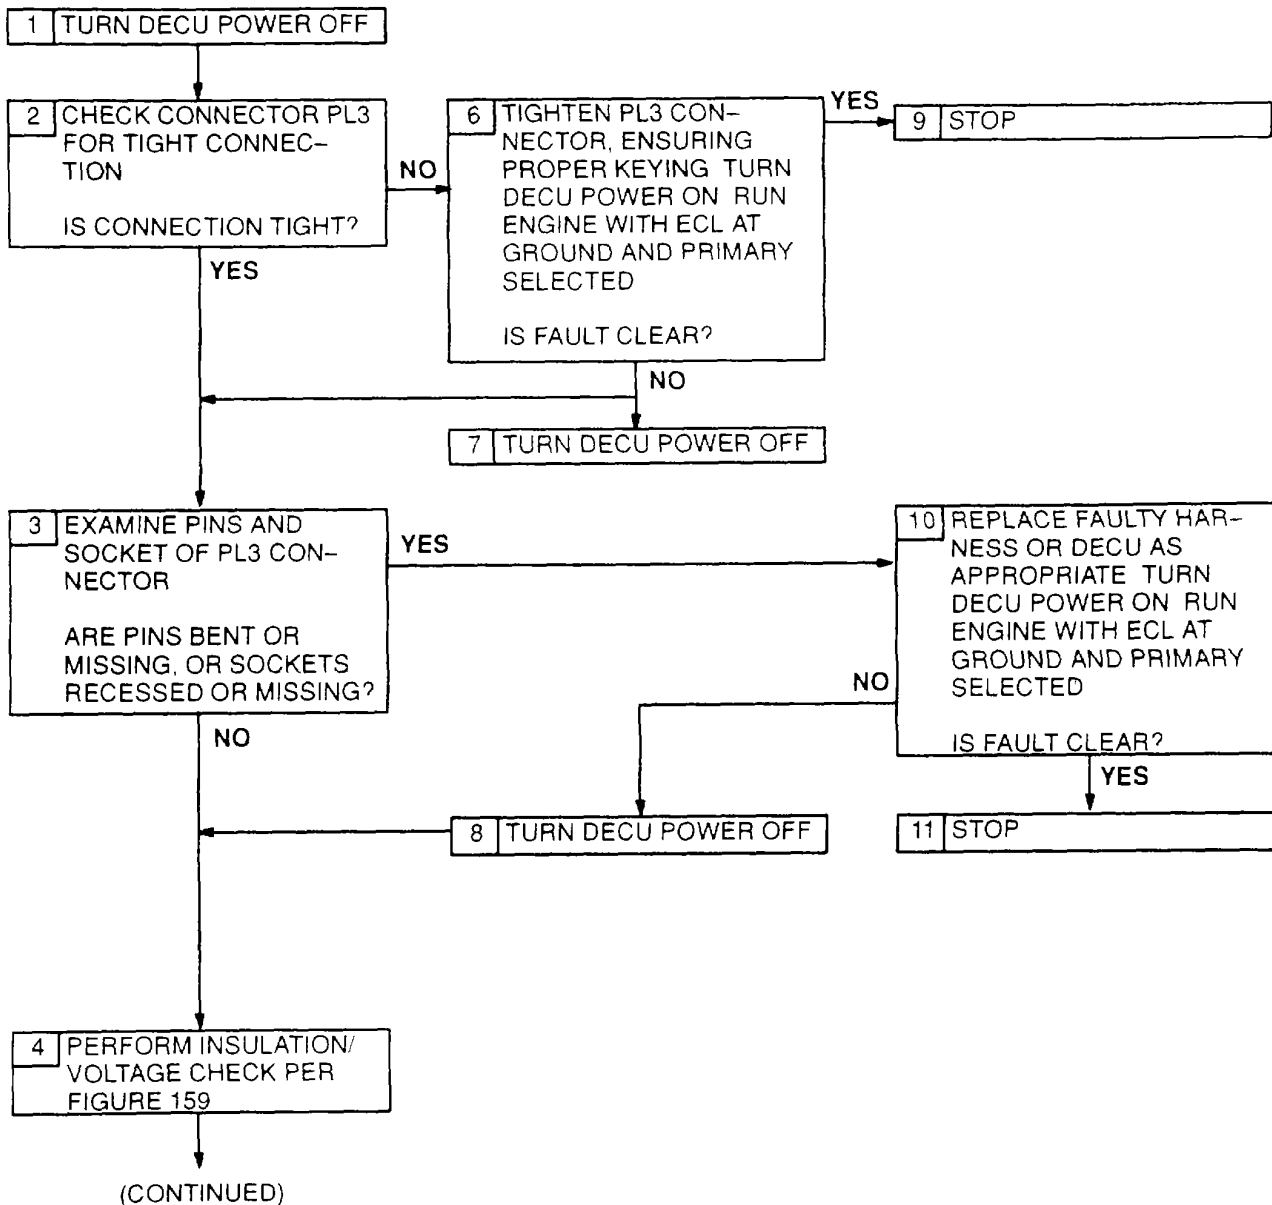 1 TURN DECU POWER OFF
2 CHECK CONNECTOR PL3
FOR TIGHT CONNEC-
TION
IS CONNECTION TIGHT?
NO
YES
6 TIGHTEN PL3 CON-
NECTOR, ENSURING
PROPER KEYING TURN
DECU POWER ON RUN
ENGINE WITH ECL AT
GROUND AND PRIMARY
SELECTED
IS FAULT CLEAR?
YES
9 STOP
NO
7 TURN DECU POWER OFF
3 EXAMINE PINS AND
SOCKET OF PL3 CON-
NECTOR
ARE PINS BENT OR
MISSING, OR SOCKETS
RECESSED OR MISSING?
YES
NO
10 REPLACE FAULTY HAR-
NESS OR DECU AS
APPROPRIATE TURN
DECU POWER ON RUN
ENGINE WITH ECL AT
GROUND AND PRIMARY
SELECTED
IS FAULT CLEAR?
NO
YES
8 TURN DECU POWER OFF
11 STOP
4 PERFORM INSULATION/
VOLTAGE CHECK PER
FIGURE 159
(CONTINUED)